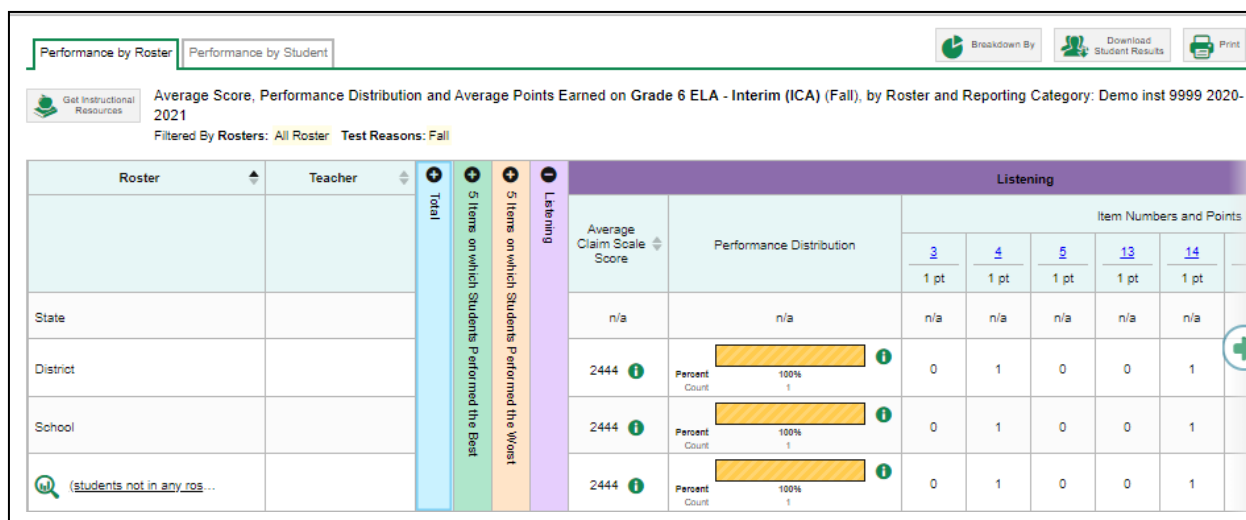 Performance by Roster
Performance by Student
Breakdown By
Download
Student Results
Print
Get Instructional
Resources
Average Score, Performance Distribution and Average Points Earned on Grade 6 ELA - Interim (ICA) (Fall), by Roster and Reporting Category: Demo inst 9999 2020-
2021
Filtered By Rosters: All Roster Test Reasons: Fall
Roster
Teacher
Total
5 Items on which Students Performed the Best
5 Items on which Students Performed the Worst
Listening
Listening
Average
Claim Scale
Score
Performance Distribution
Item Numbers and Points
3 4 5 13 14
1 pt 1 pt 1 pt 1 pt 1 pt
State n/a n/a n/a n/a n/a n/a n/a
District 2444 0 1 0 0 1
Percent 100%
Count 1
School 2444 0 1 0 0 1
Percent 100%
Count 1
(students not in any ros... 2444 0 1 0 0 1
Percent 100%
Count 1